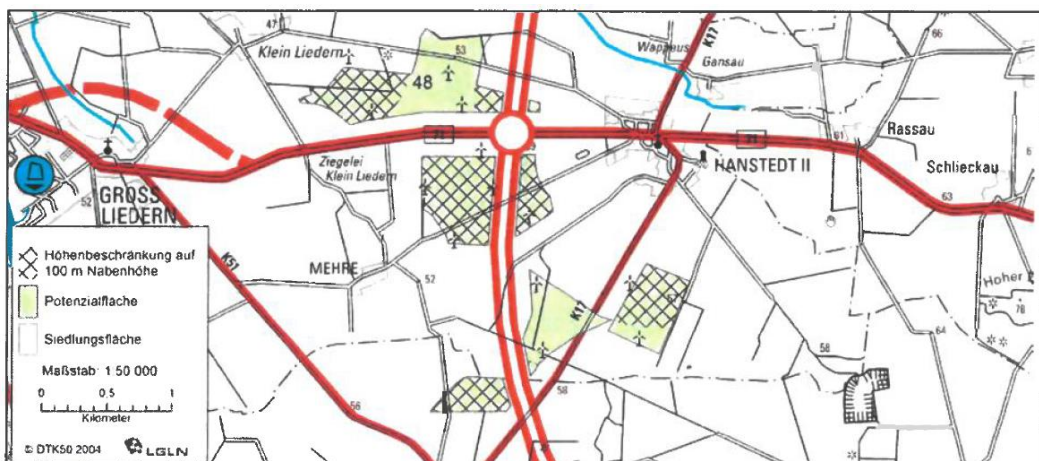 47
Klein Liedern
53
48
K17
Wappeus
Gansau
66
71
71
61
Rassau
Ziegelei
Klein Liedern
HANSTEDT II
Schlieckau
63
GROSS
LIEDERN
52
K51
MEHRE
52
K17
67
Hoher
78
64
58
58
56
Höhenbeschränkung auf
100 m Nabenhöhe
Potenzialfläche
Siedlungsfläche
Maßstab: 1:50 000
0 0,5 1
Kilometer
© DTK50 2004 LGLN